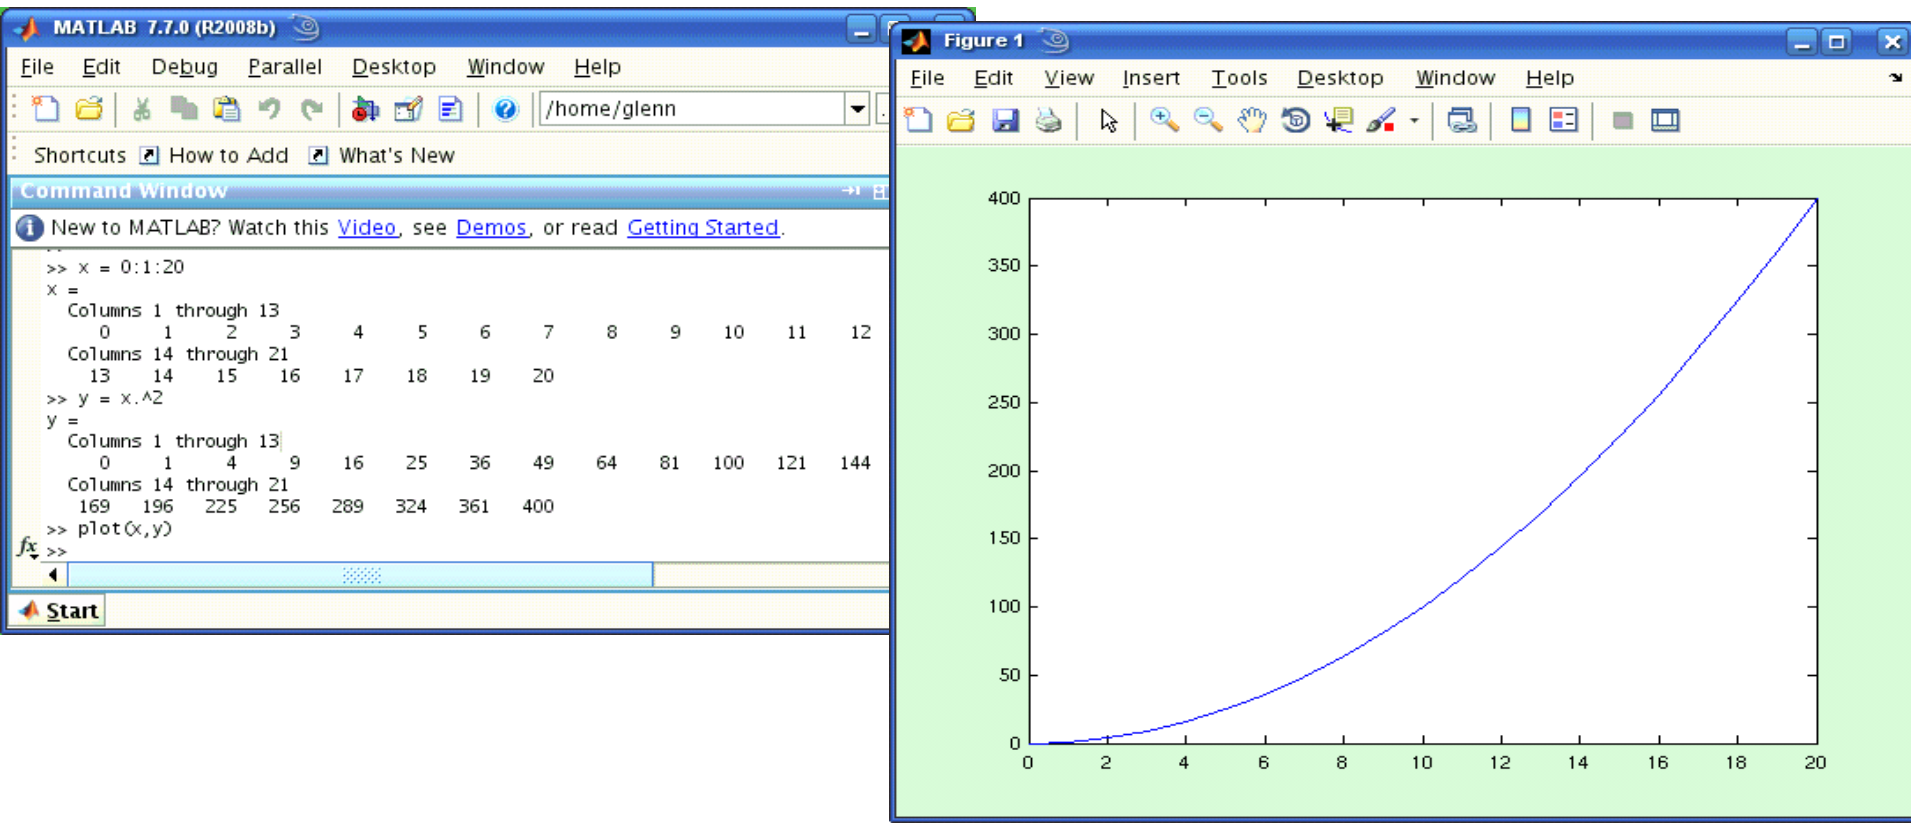 MATLAB 7.7.0 (R2008b)
File Edit Debug Parallel Desktop Window Help
/home/glenn
Shortcuts How to Add What's New
Command Window
New to MATLAB? Watch this Video, see Demos, or read Getting Started.
>> x = 0:1:20
x =
Columns 1 through 13
0 1 2 3 4 5 6 7 8 9 10 11 12
Columns 14 through 21
13 14 15 16 17 18 19 20
>> y = x.^2
y =
Columns 1 through 13
0 1 4 9 16 25 36 49 64 81 100 121 144
Columns 14 through 21
169 196 225 256 289 324 361 400
>> plot(x,y)
fx >>
Start
Figure 1
File Edit View Insert Tools Desktop Window Help
400
350
300
250
200
150
100
50
0
0 2 4 6 8 10 12 14 16 18 20